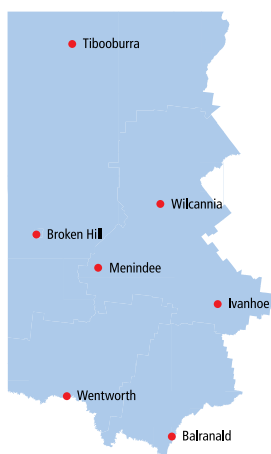 Tibooburra
Wilcannia
Broken Hill
Menindee
Ivanhoe
Wentworth
Balranald